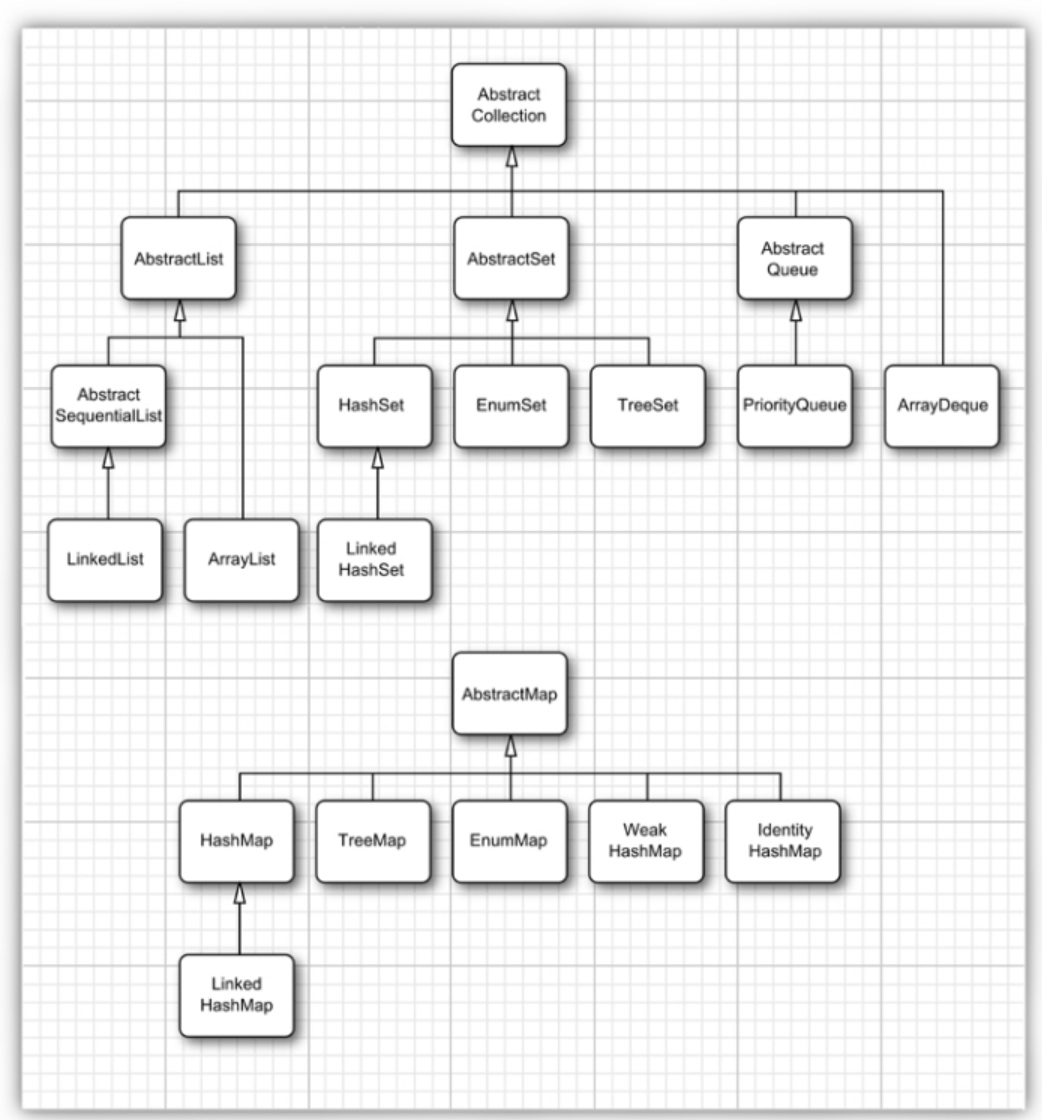 Abstract
Collection
AbstractList
AbstractSet
Abstract
Queue
Abstract
SequentialList
HashSet
EnumSet
TreeSet
PriorityQueue
ArrayDeque
LinkedList
ArrayList
Linked
HashSet
AbstractMap
HashMap
TreeMap
EnumMap
Weak
HashMap
Identity
HashMap
Linked
HashMap